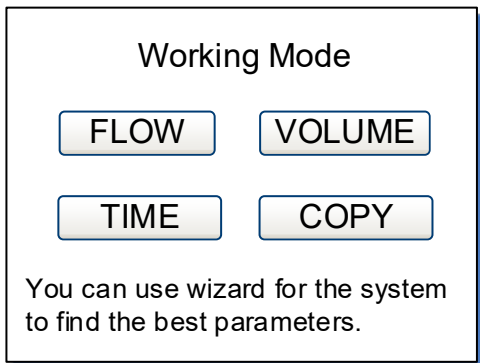 Working Mode
FLOW VOLUME
TIME COPY
You can use wizard for the system
to find the best parameters.